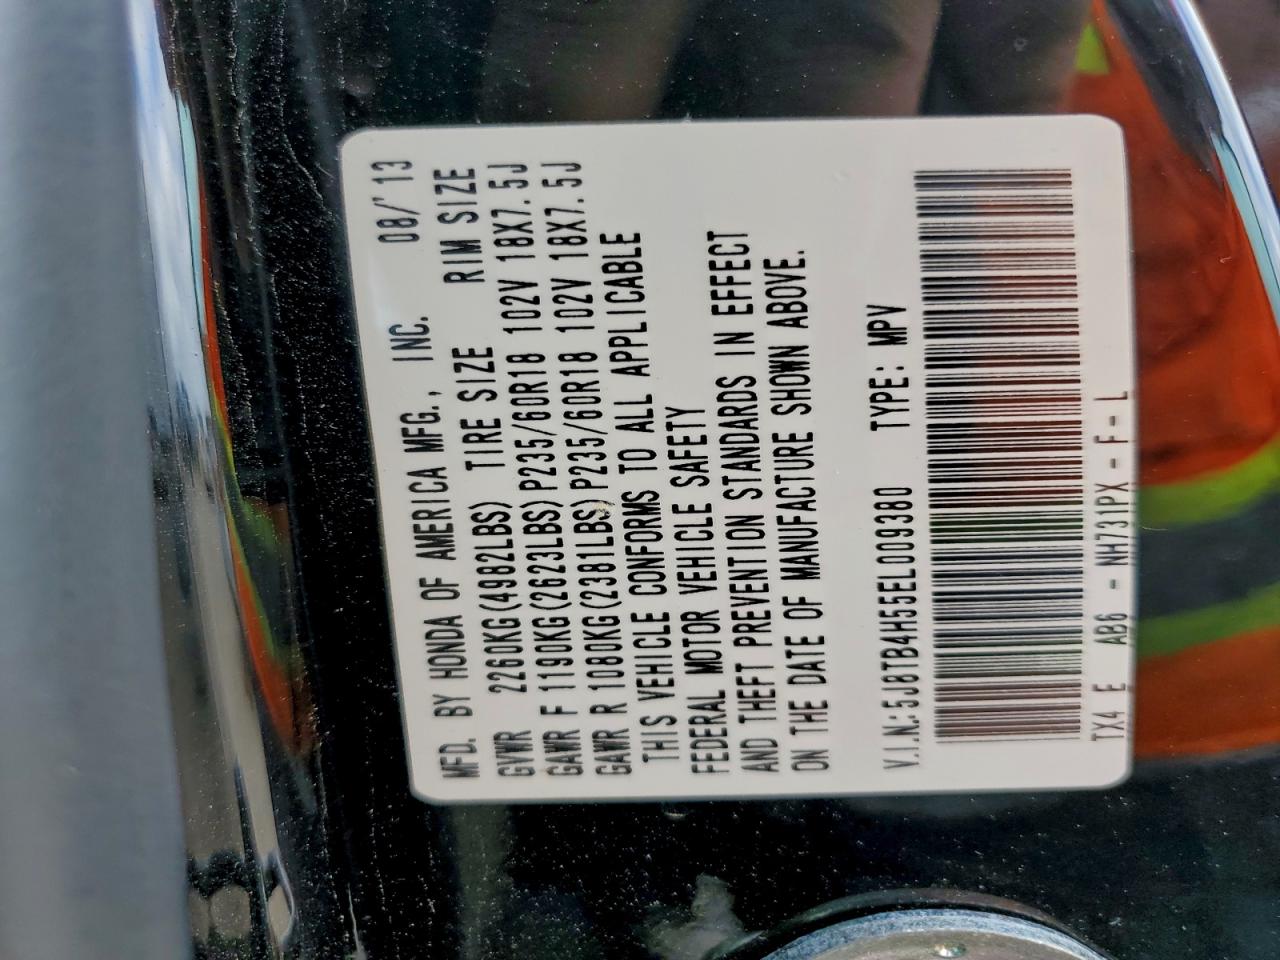 MFD. BY HONDA OF AMERICA MFG., INC. 08/'13
GVWR 2260KG(4982LBS) TIRE SIZE RIM SIZE
GAWR F 1190KG(2623LBS)P235/60R18 102V 18X7.5J
GAWR R 1080KG(2381LBS)P235/60R18 102V 18X7.5J
THIS VEHICLE CONFORMS TO ALL APPLICABLE
FEDERAL MOTOR VEHICLE SAFETY
AND THEFT PREVENTION STANDARDS IN EFFECT
ON THE DATE OF MANUFACTURE SHOWN ABOVE.
V.I.N.:5J8TB4H55EL009380 TYPE: MPV
TX4 E AB6 - NH731PX - F - L